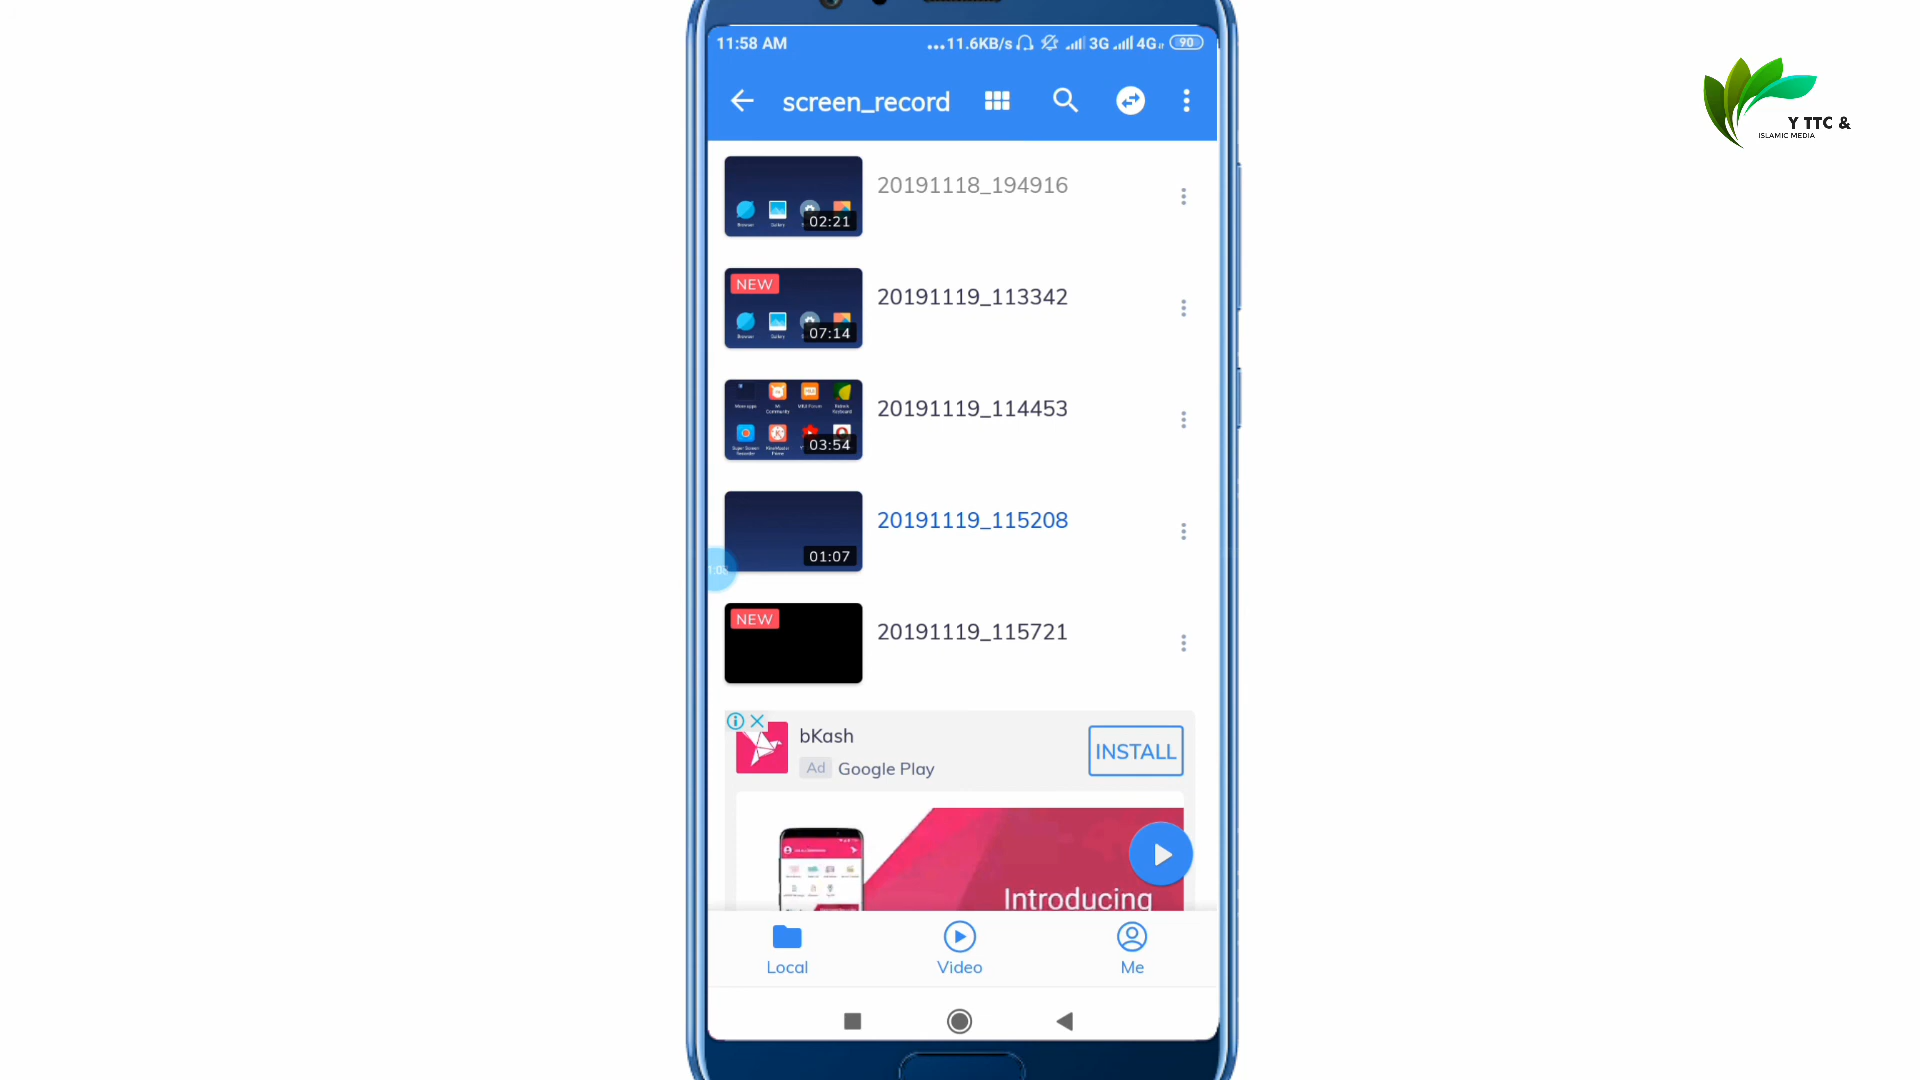 11:58 AM
...11.6KB/s 3G 4G 90
screen_record
Y TTC &
ISLAMIC MEDIA
02:21
20191118_194916
NEW
20191119_113342
07:14
20191119_114453
03:54
20191119_115208
01:07
NEW
20191119_115721
bKash
INSTALL
Ad Google Play
Introducing
Local
Video
Me